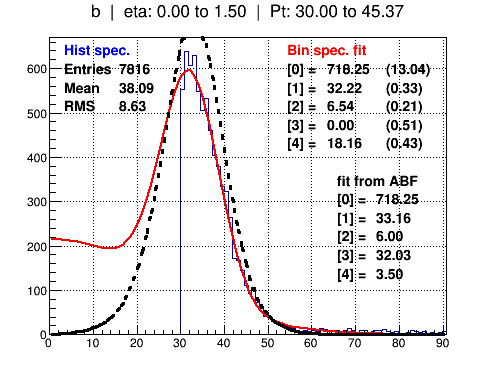 b | eta: 0.00 to 1.50 | Pt: 30.00 to 45.37
Hist spec.
Entries 7816
Mean 38.09
RMS 8.63
Bin spec. fit
[0] = 718.25 (13.04)
[1] = 32.22 (0.33)
[2] = 6.54 (0.21)
[3] = 0.00 (0.51)
[4] = 18.16 (0.43)
fit from ABF
[0] = 718.25
[1] = 33.16
[2] = 6.00
[3] = 32.03
[4] = 3.50
600
500
400
300
200
100
0
0 10 20 30 40 50 60 70 80 90